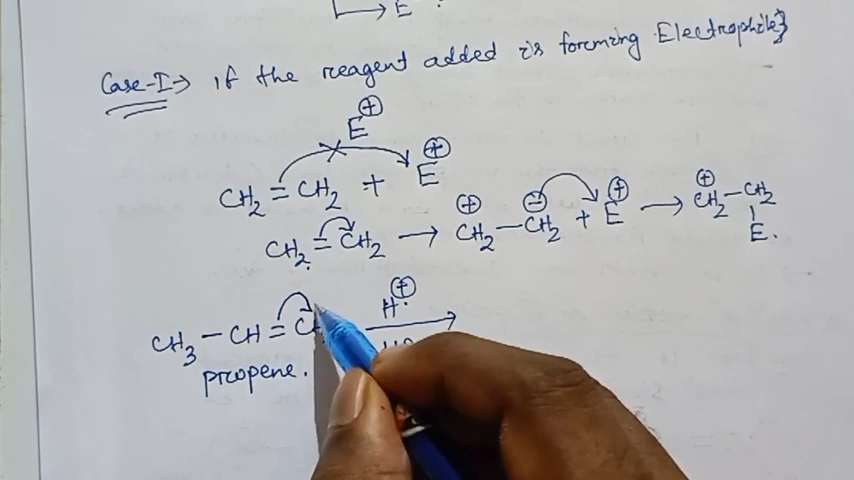 E
Case-I → if the reagent added is forming Electrophile}
E⊕
CH₂ = CH₂ + E⊕
CH₂ = CH₂ → ⊕CH₂ — ⊖CH₂ + E⊕ → ⊕CH₂ — CH₂
E.
H⊕
CH₃ — CH =
propene.